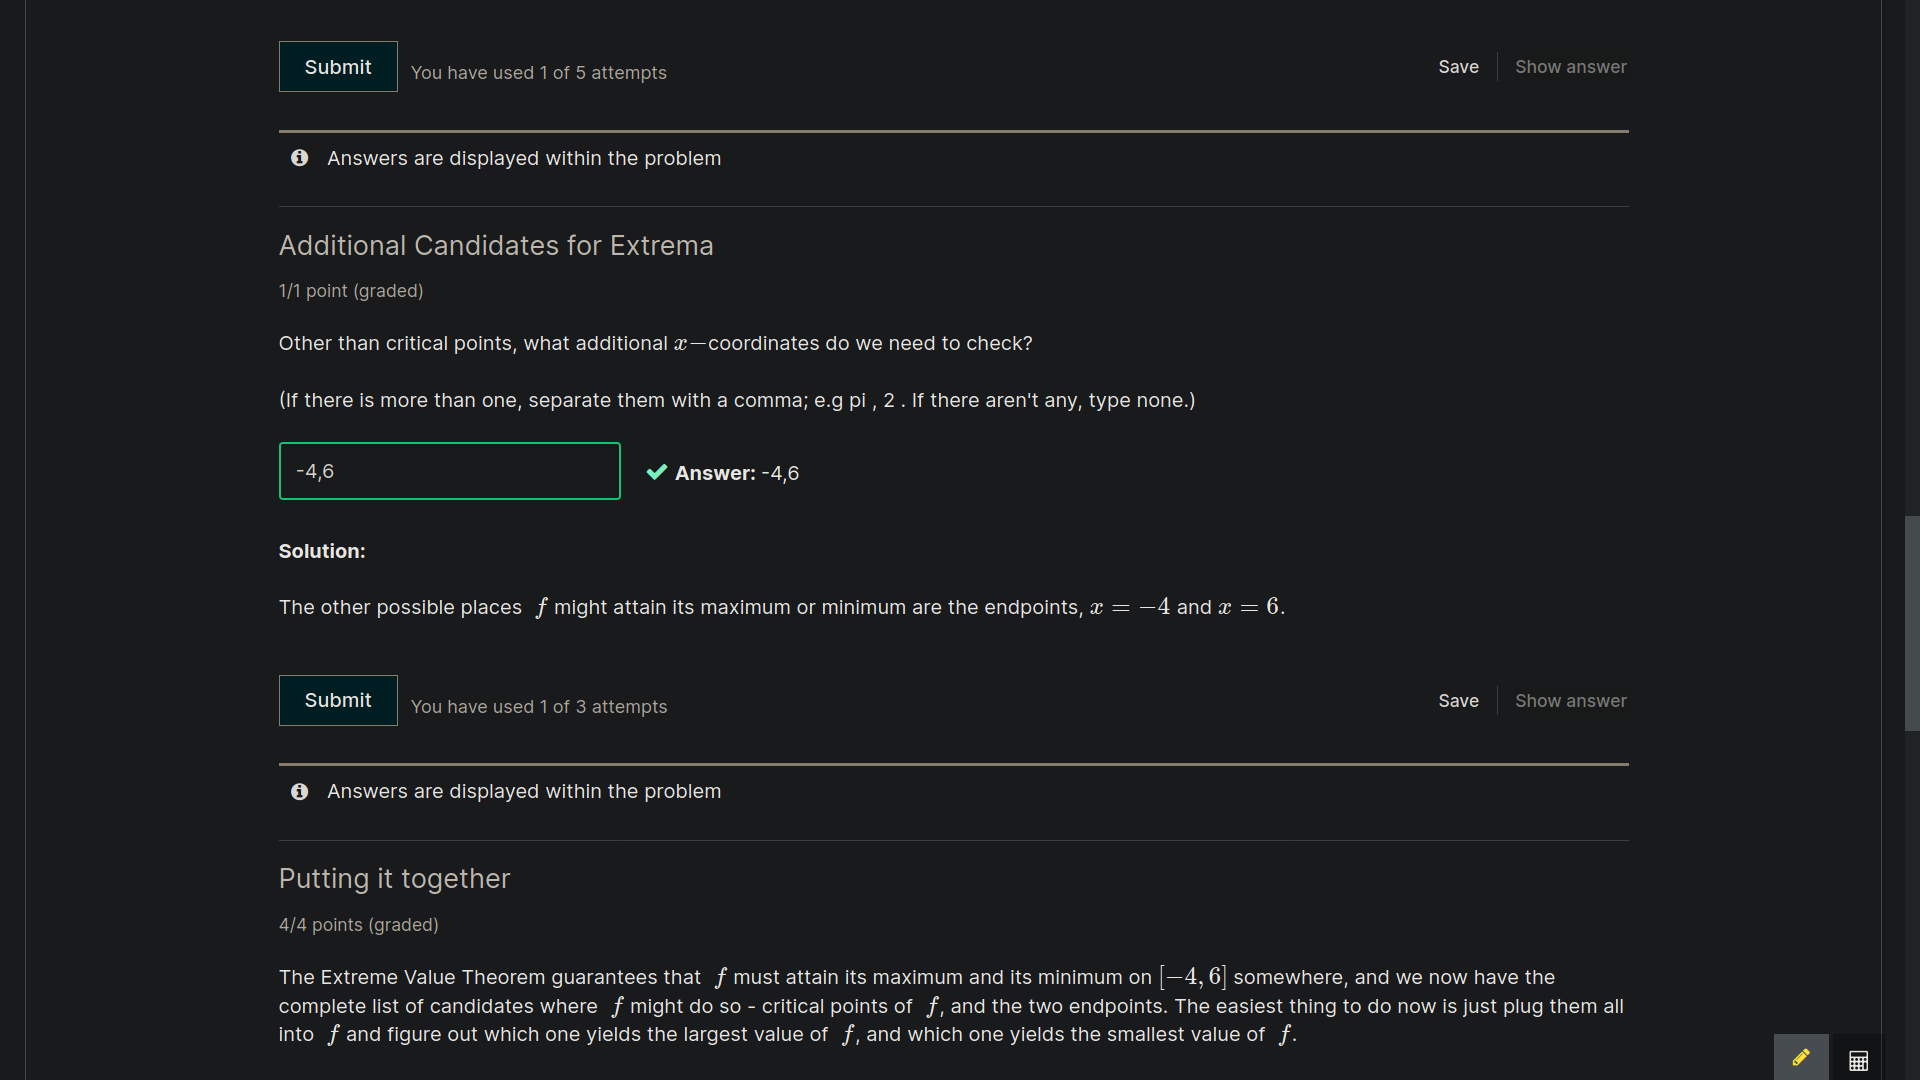 Submit You have used 1 of 5 attempts Save Show answer
Answers are displayed within the problem
Additional Candidates for Extrema
1/1 point (graded)
Other than critical points, what additional x−coordinates do we need to check?
(If there is more than one, separate them with a comma; e.g pi , 2 . If there aren't any, type none.)
-4,6 Answer: -4,6
Solution:
The other possible places f might attain its maximum or minimum are the endpoints, x = −4 and x = 6.
Submit You have used 1 of 3 attempts Save Show answer
Answers are displayed within the problem
Putting it together
4/4 points (graded)
The Extreme Value Theorem guarantees that f must attain its maximum and its minimum on [−4, 6] somewhere, and we now have the
complete list of candidates where f might do so - critical points of f, and the two endpoints. The easiest thing to do now is just plug them all
into f and figure out which one yields the largest value of f, and which one yields the smallest value of f.